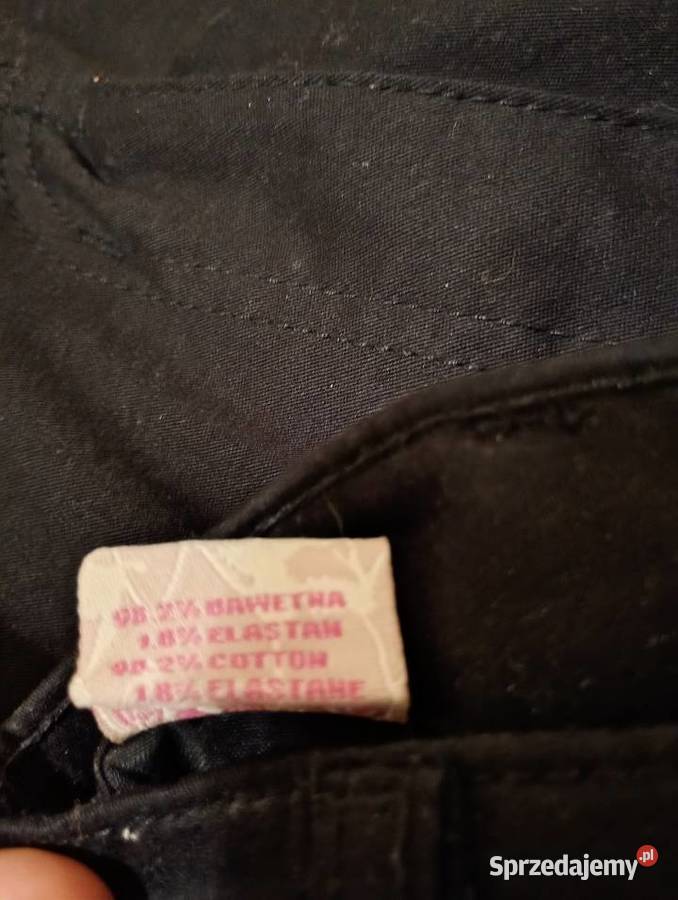 98.2% BAWEŁNA
1.8% ELASTAN
98.2% COTTON
1.8% ELASTANE
Sprzedajemy.pl